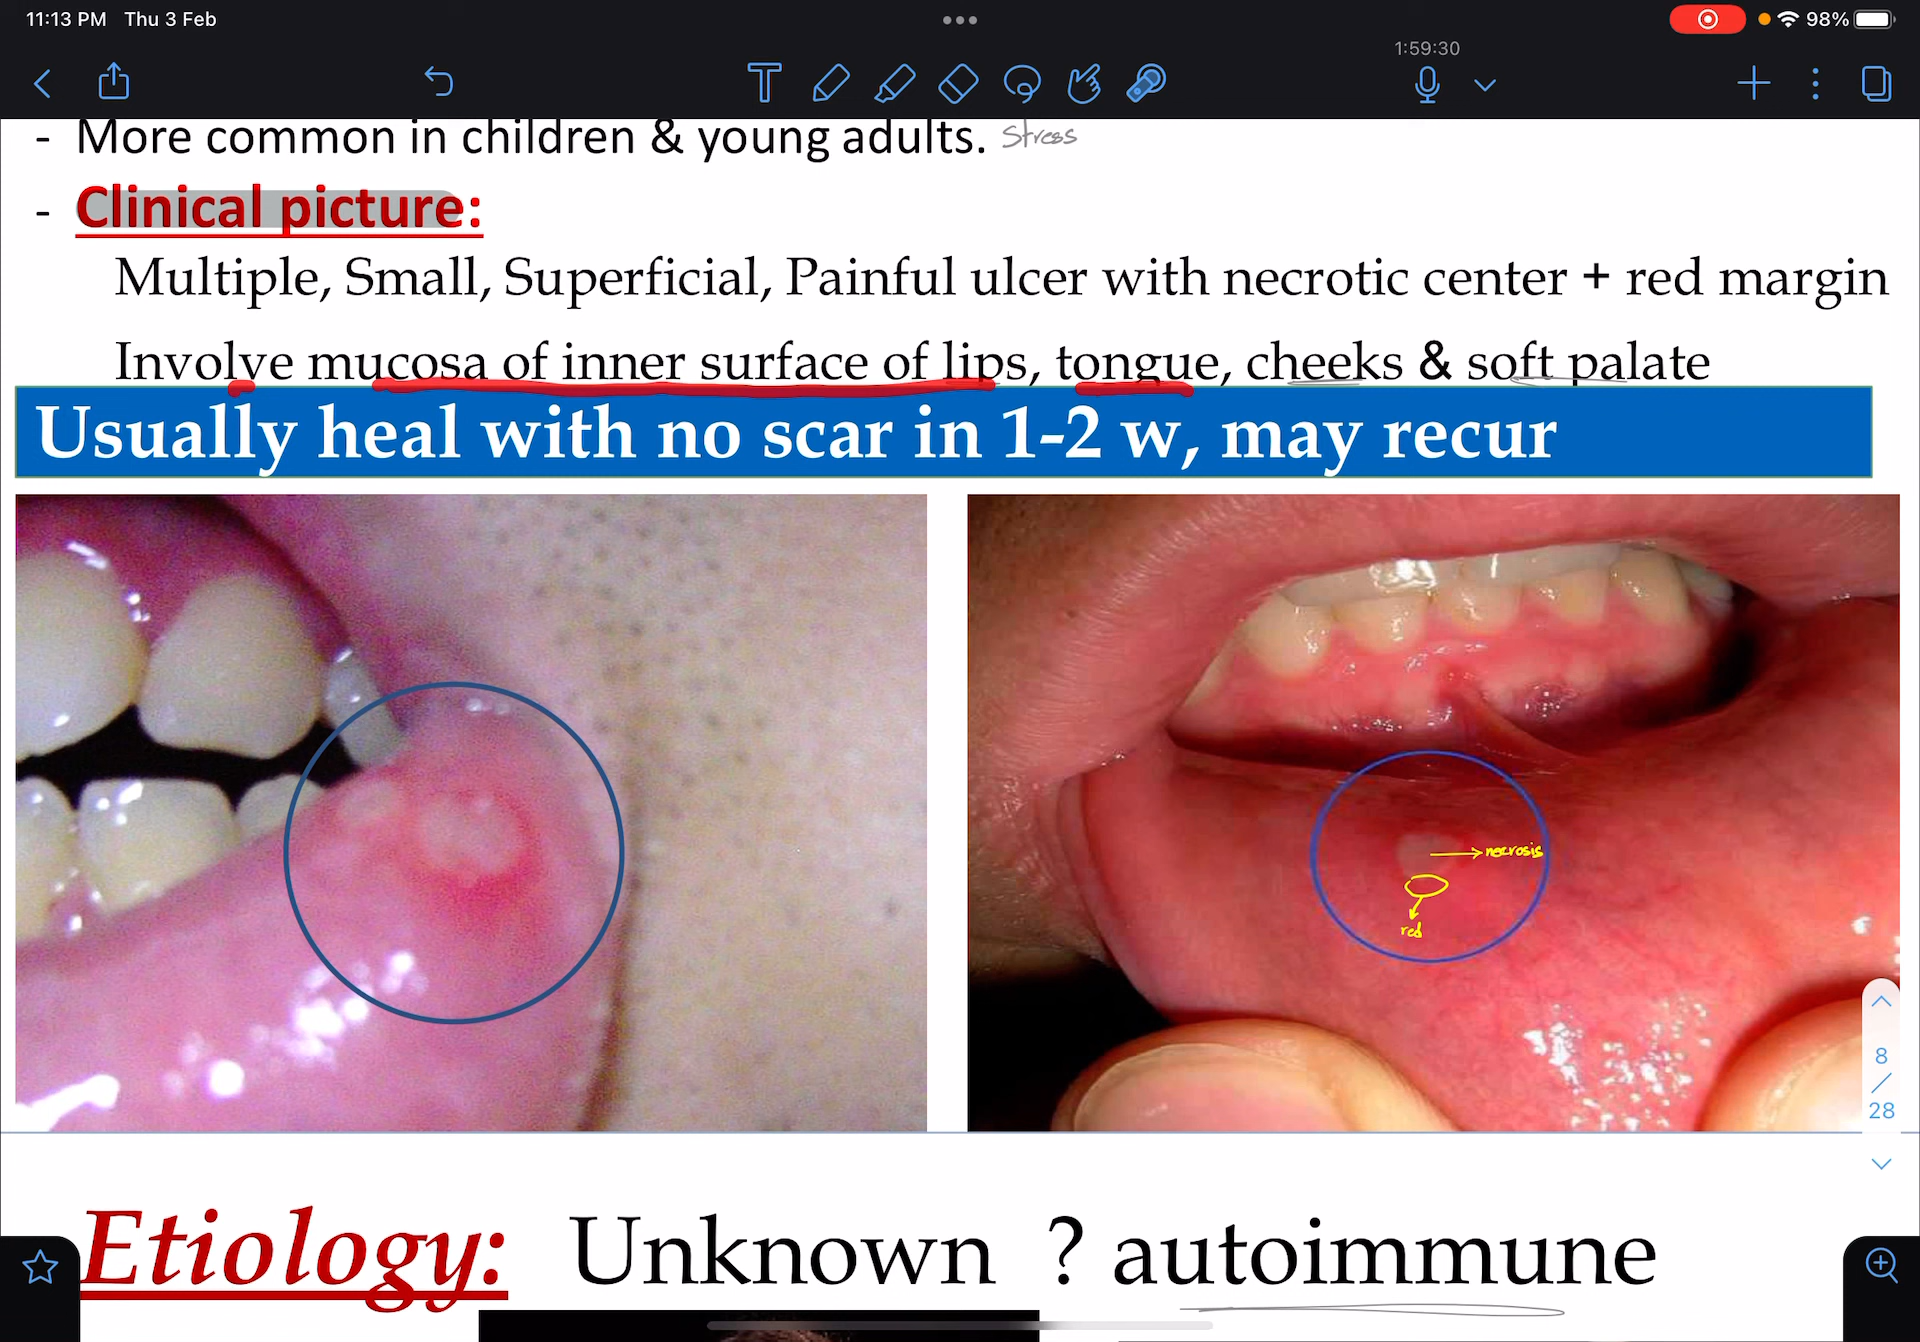 11:13 PM Thu 3 Feb
98%
1:59:30
- More common in children & young adults. Stress
- Clinical picture:
Multiple, Small, Superficial, Painful ulcer with necrotic center + red margin
Involve mucosa of inner surface of lips, tongue, cheeks & soft palate
Usually heal with no scar in 1-2 w, may recur
necrosis
red
8
/
28
Etiology: Unknown ? autoimmune